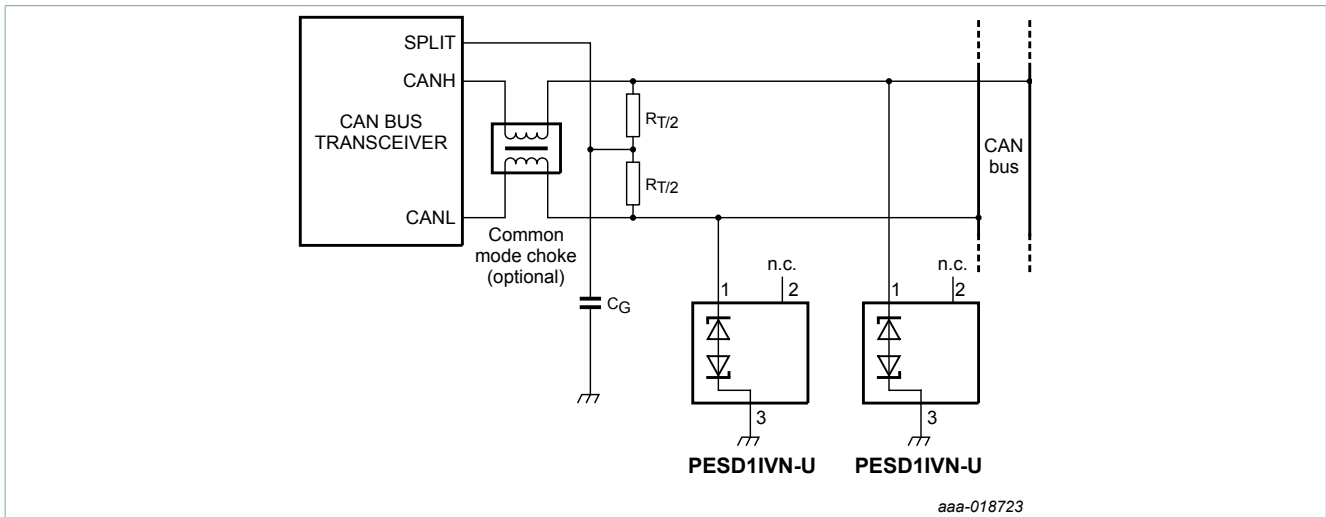 SPLIT
CANH
CAN BUS
TRANSCEIVER
CANL
Common
mode choke
(optional)
RT/2
RT/2
CG
CAN
bus
n.c.
1
2
3
n.c.
1
2
3
PESD1IVN-U
PESD1IVN-U
aaa-018723